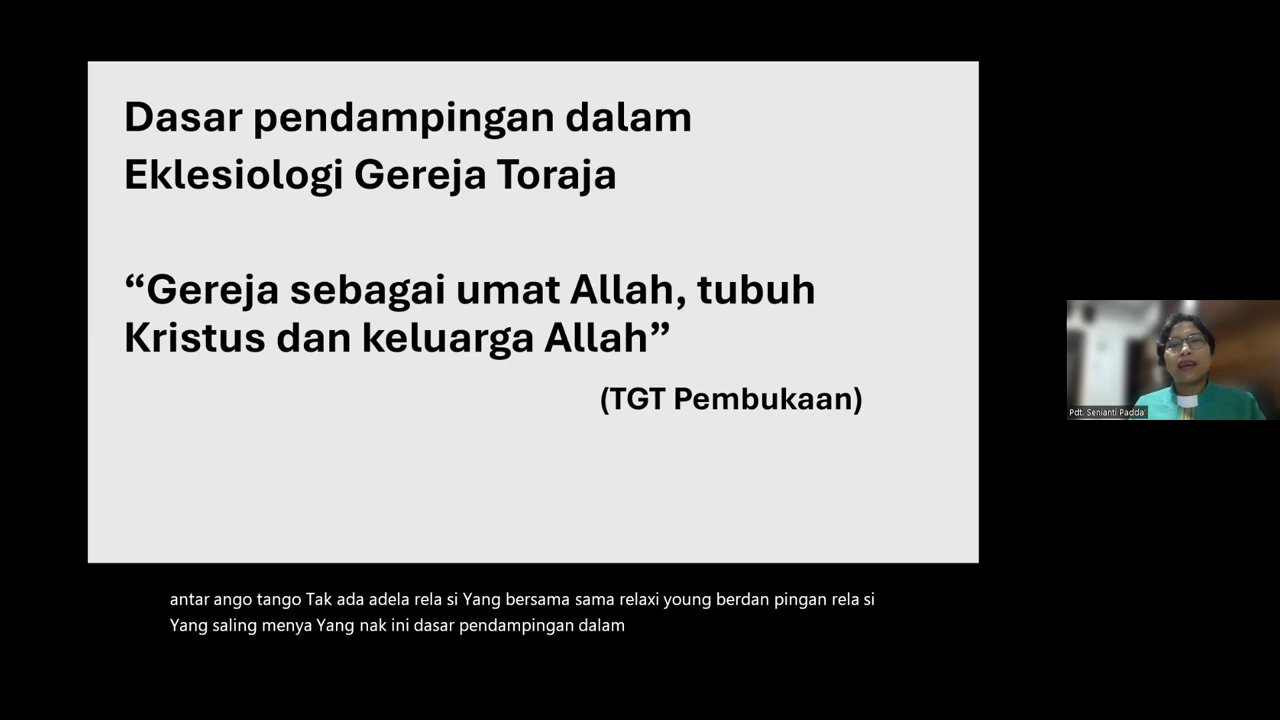 Dasar pendampingan dalam
Eklesiologi Gereja Toraja
“Gereja sebagai umat Allah, tubuh
Kristus dan keluarga Allah”
(TGT Pembukaan)
Pdt. Senianti Padda'
antar ango tango Tak ada adela rela si Yang bersama sama relaxi young berdan pingan rela si
Yang saling menya Yang nak ini dasar pendampingan dalam